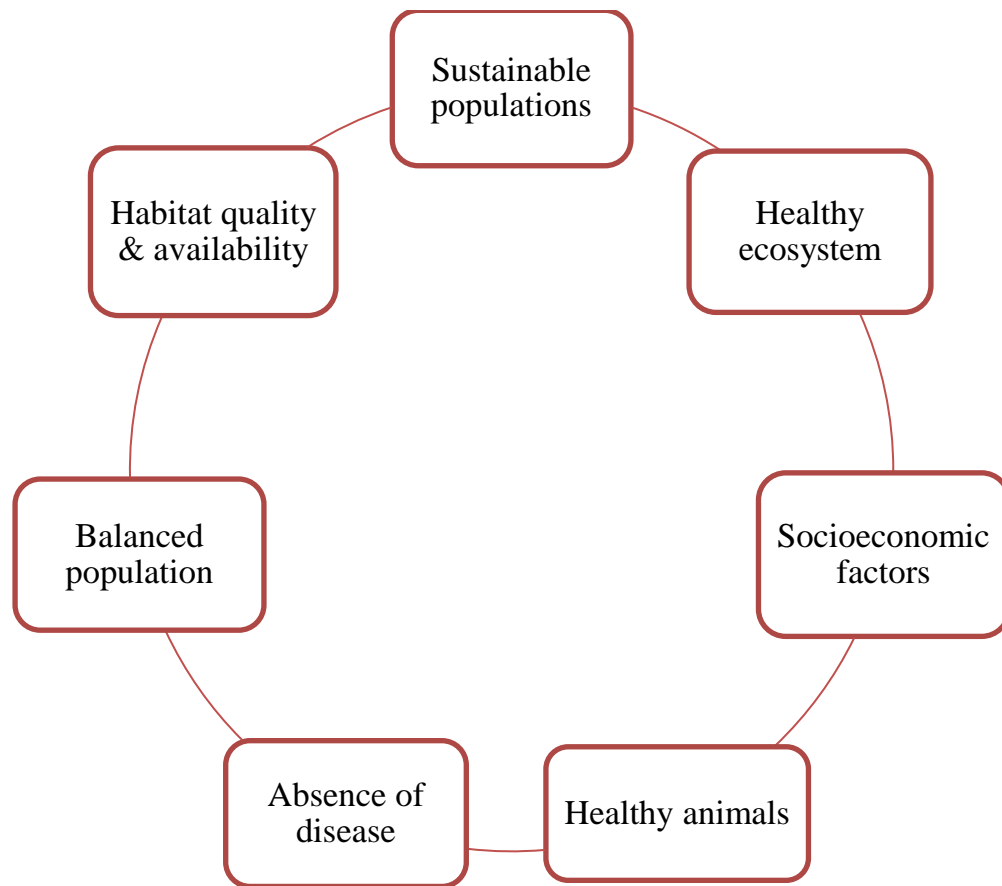 Sustainable
populations
Healthy
ecosystem
Socioeconomic
factors
Healthy animals
Absence of
disease
Balanced
population
Habitat quality
& availability